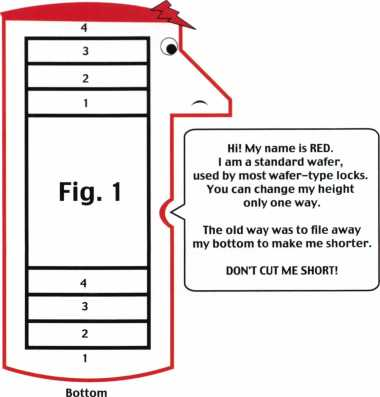 4
3
2
1
Fig. 1
Hi! My name is RED.
I am a standard wafer,
used by most wafer-type locks.
You can change my height
only one way.
The old way was to file away
my bottom to make me shorter.
DON'T CUT ME SHORT!
4
3
2
1
Bottom